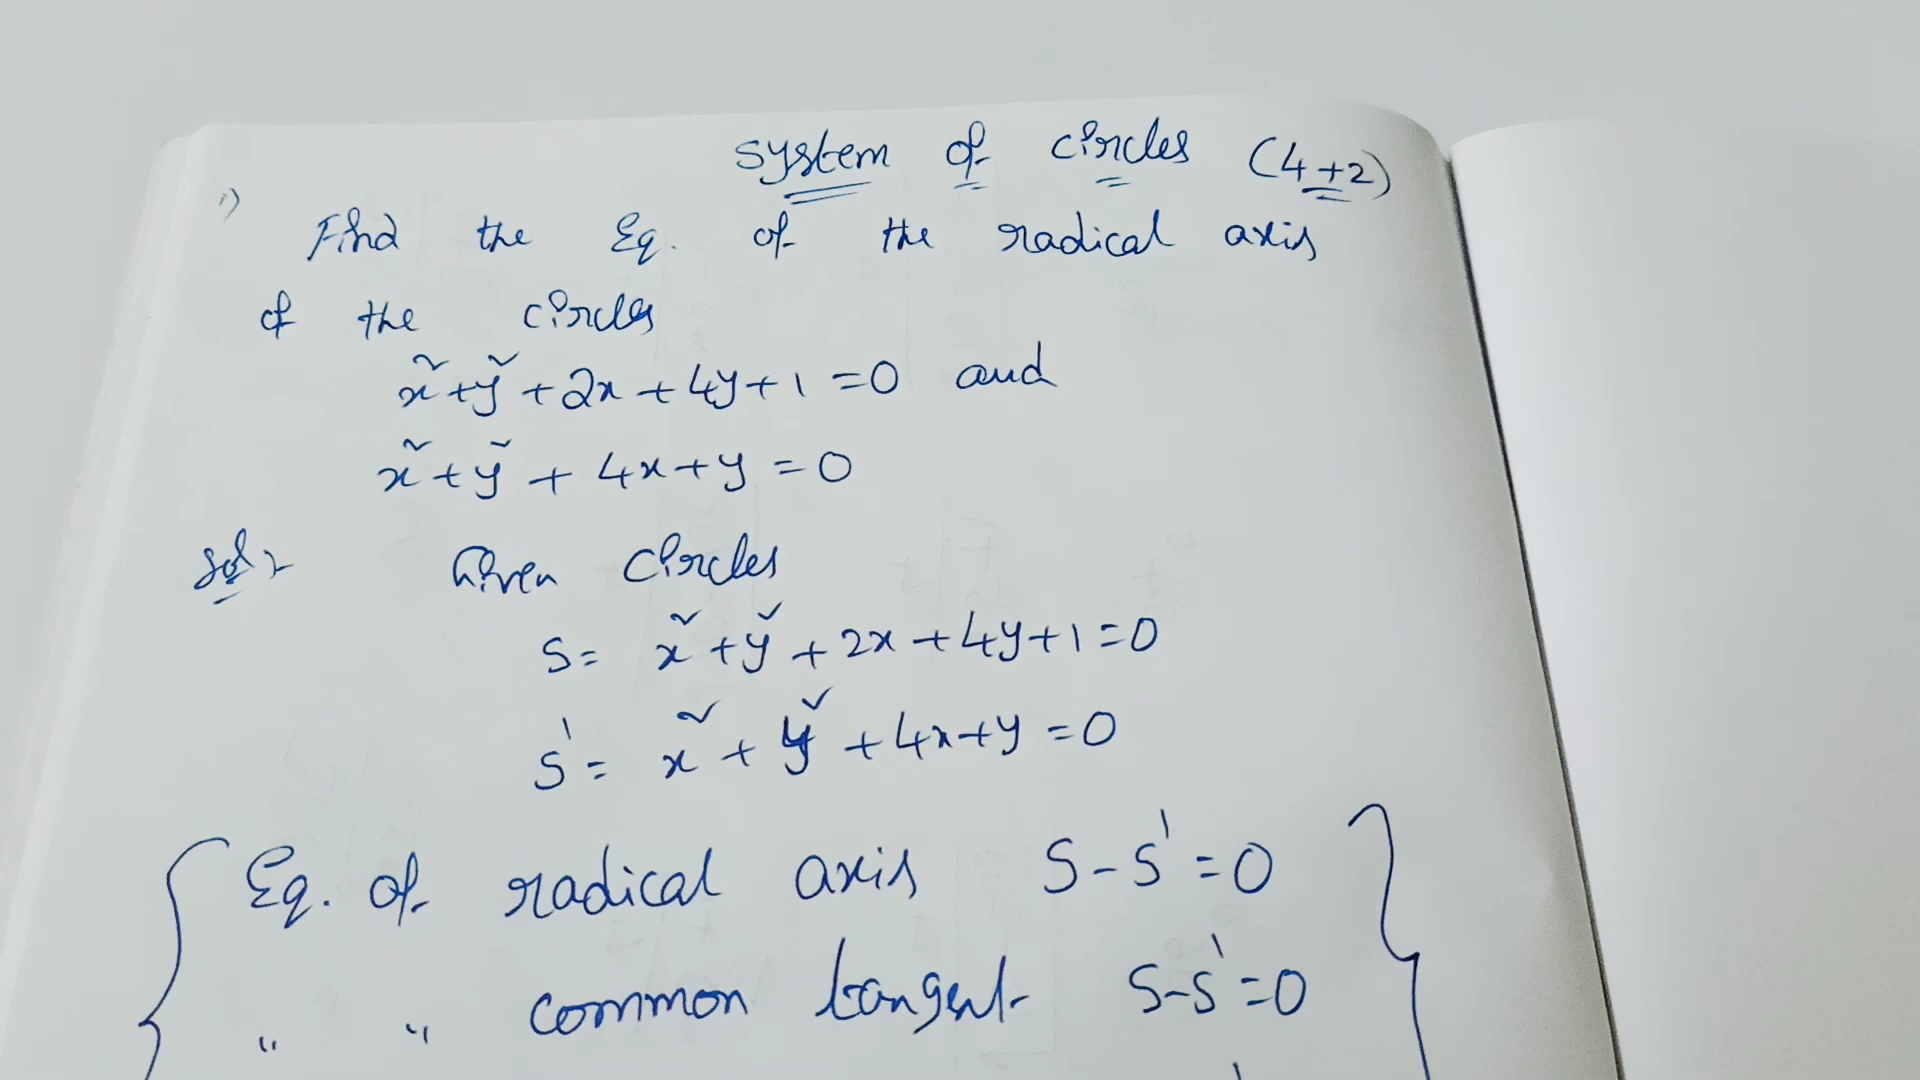 System of circles (4+2)
1) Find the Eq. of the radical axis
of the circles
x²+y²+2x+4y+1=0 and
x²+y²+4x+y=0
Sol:- Given Circles
S= x²+y²+2x+4y+1=0
S'= x²+y²+4x+y=0
Eq. of radical axis S-S'=0
" " common tangent S-S'=0